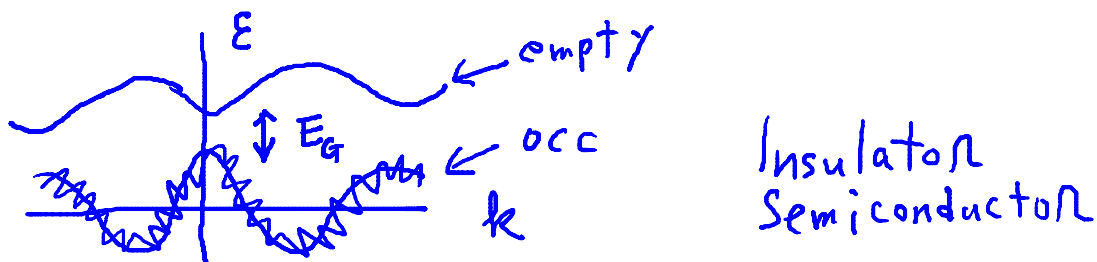 ε
empty
E_G
occ
k
Insulator
Semiconductor